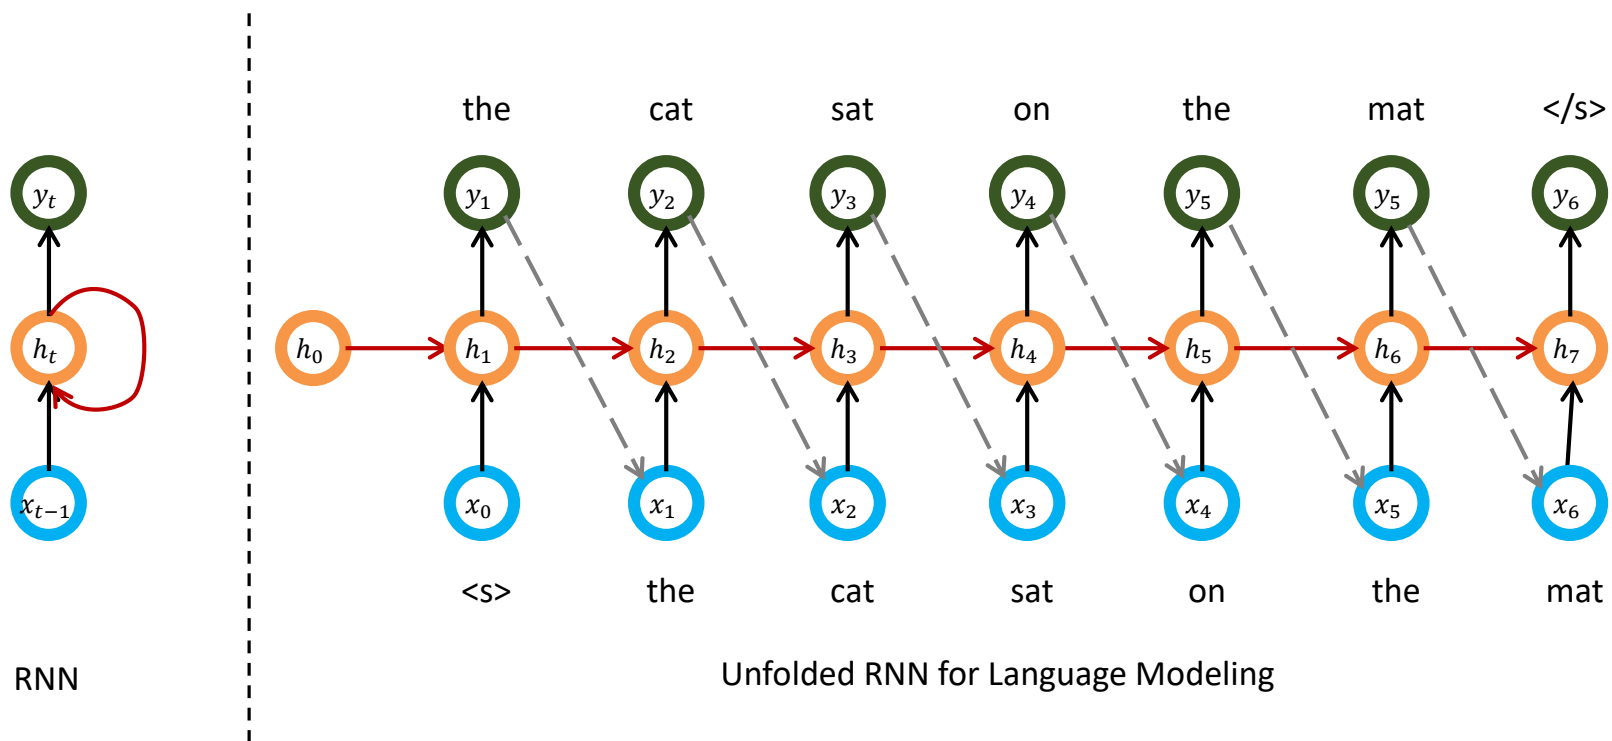 the cat sat on the mat </s>
y_t y_1 y_2 y_3 y_4 y_5 y_5 y_6
h_t h_0 h_1 h_2 h_3 h_4 h_5 h_6 h_7
x_{t-1} x_0 x_1 x_2 x_3 x_4 x_5 x_6
<s> the cat sat on the mat
RNN
Unfolded RNN for Language Modeling